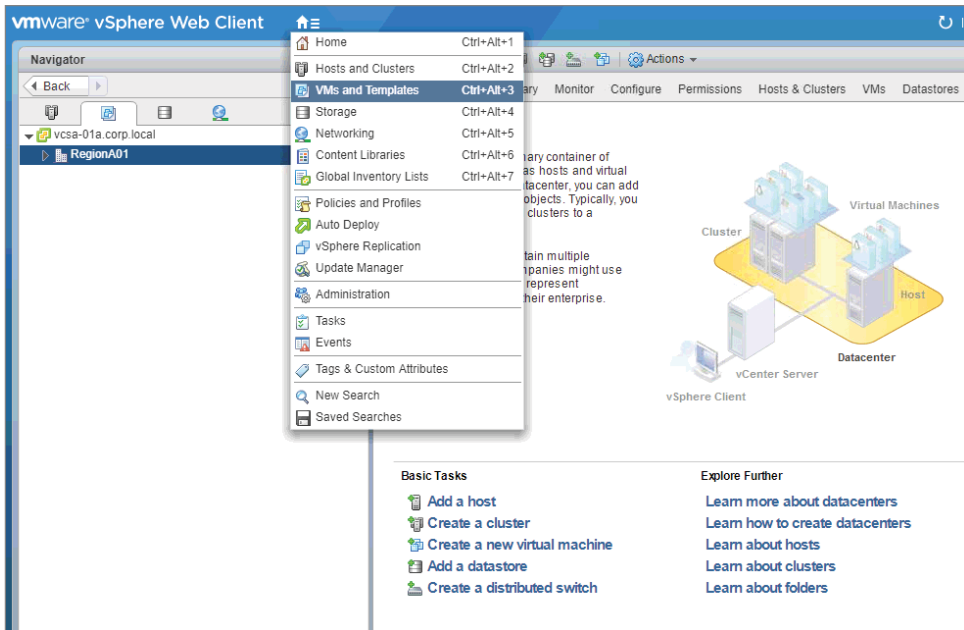 vmware® vSphere Web Client
Navigator
Back
vcsa-01a.corp.local
RegionA01
Home Ctrl+Alt+1
Hosts and Clusters Ctrl+Alt+2
VMs and Templates Ctrl+Alt+3
Storage Ctrl+Alt+4
Networking Ctrl+Alt+5
Content Libraries Ctrl+Alt+6
Global Inventory Lists Ctrl+Alt+7
Policies and Profiles
Auto Deploy
vSphere Replication
Update Manager
Administration
Tasks
Events
Tags & Custom Attributes
New Search
Saved Searches
Actions
ary Monitor Configure Permissions Hosts & Clusters VMs Datastores
ary container of
as hosts and virtual
tacenter, you can add
objects. Typically, you
clusters to a
tain multiple
panies might use
represent
heir enterprise.
Virtual Machines
Cluster
Host
Datacenter
vCenter Server
vSphere Client
Basic Tasks
Add a host
Create a cluster
Create a new virtual machine
Add a datastore
Create a distributed switch
Explore Further
Learn more about datacenters
Learn how to create datacenters
Learn about hosts
Learn about clusters
Learn about folders